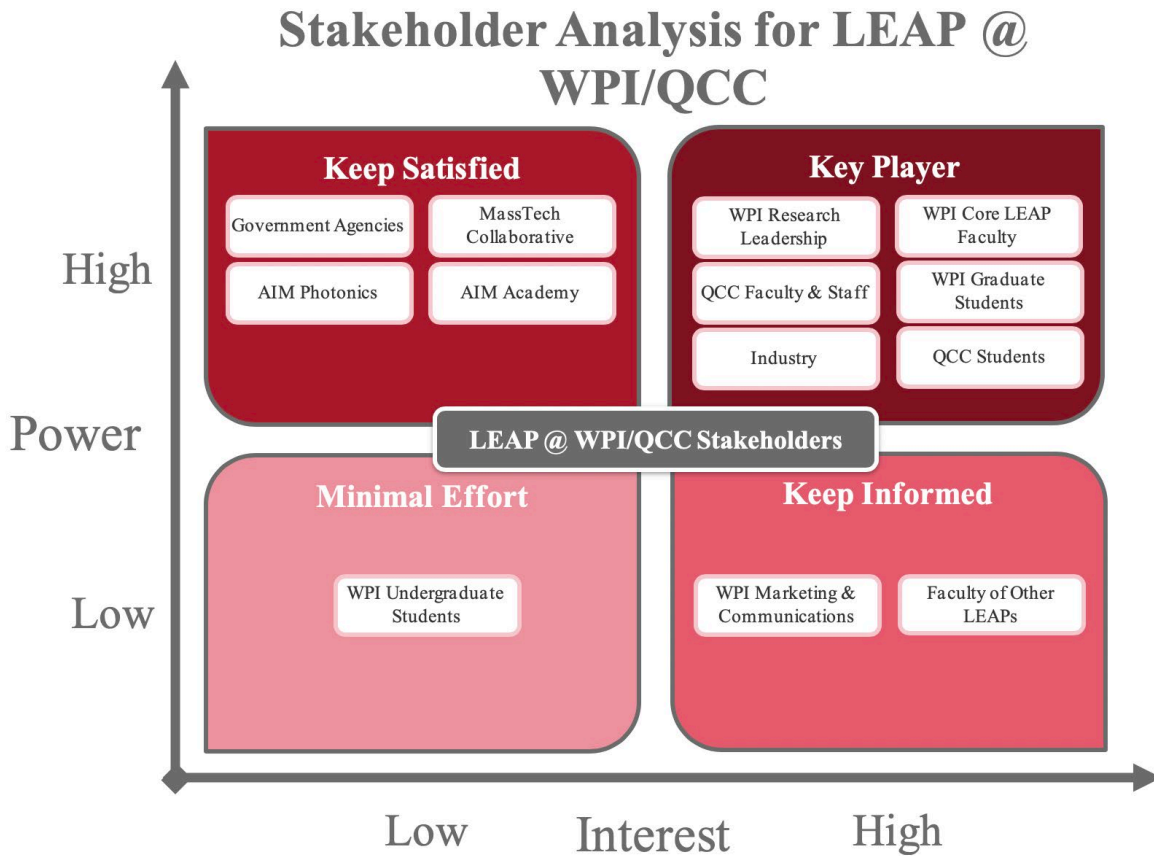 Stakeholder Analysis for LEAP @
WPI/QCC
Keep Satisfied
Government Agencies
MassTech
Collaborative
AIM Photonics
AIM Academy
Key Player
WPI Research
Leadership
WPI Core LEAP
Faculty
QCC Faculty & Staff
WPI Graduate
Students
Industry
QCC Students
High
Power
LEAP @ WPI/QCC Stakeholders
Minimal Effort
WPI Undergraduate
Students
Keep Informed
WPI Marketing &
Communications
Faculty of Other
LEAPs
Low
Low
Interest
High